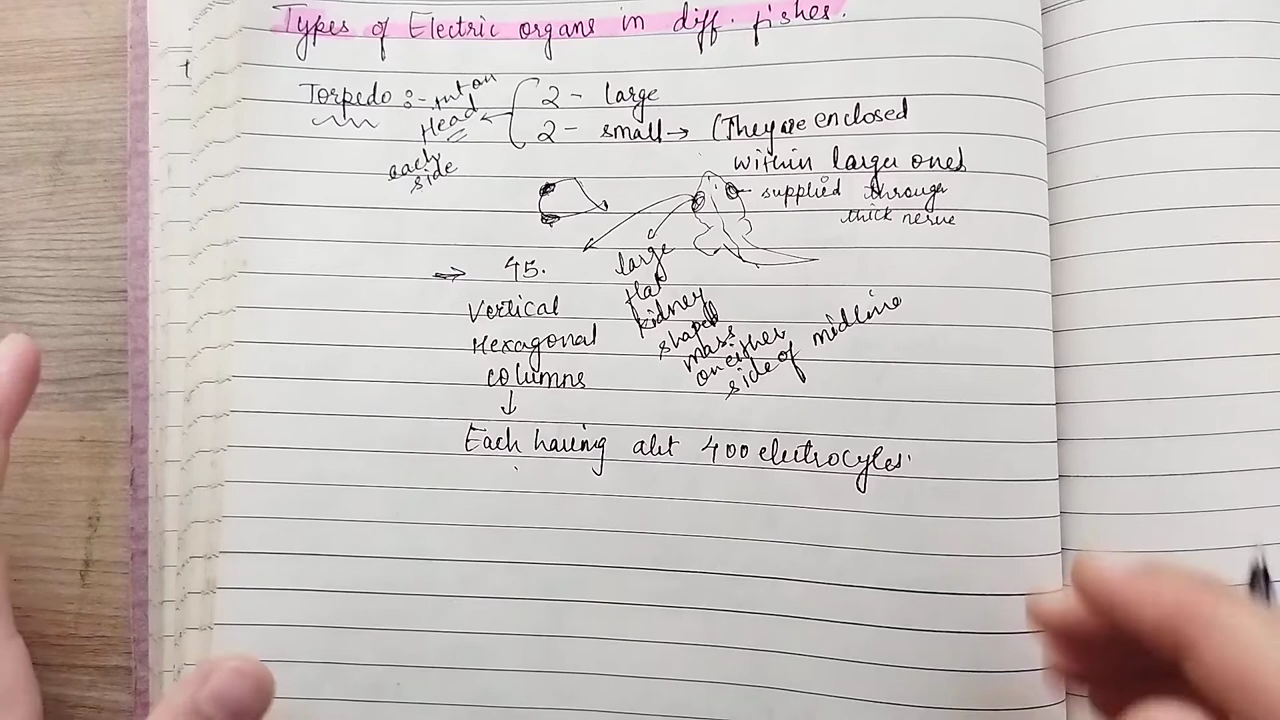 Types of Electric organs in diff. fishes.
Torpedo :-
Head
each
side
2 - large
2 - small → (They are enclosed
within larger ones
supplied through
thick nerve
→ 45.
Vertical
Hexagonal
columns
↓
large
flat
kidney
shaped
mass
on either
side of midline
Each having abt 400 electrocytes.